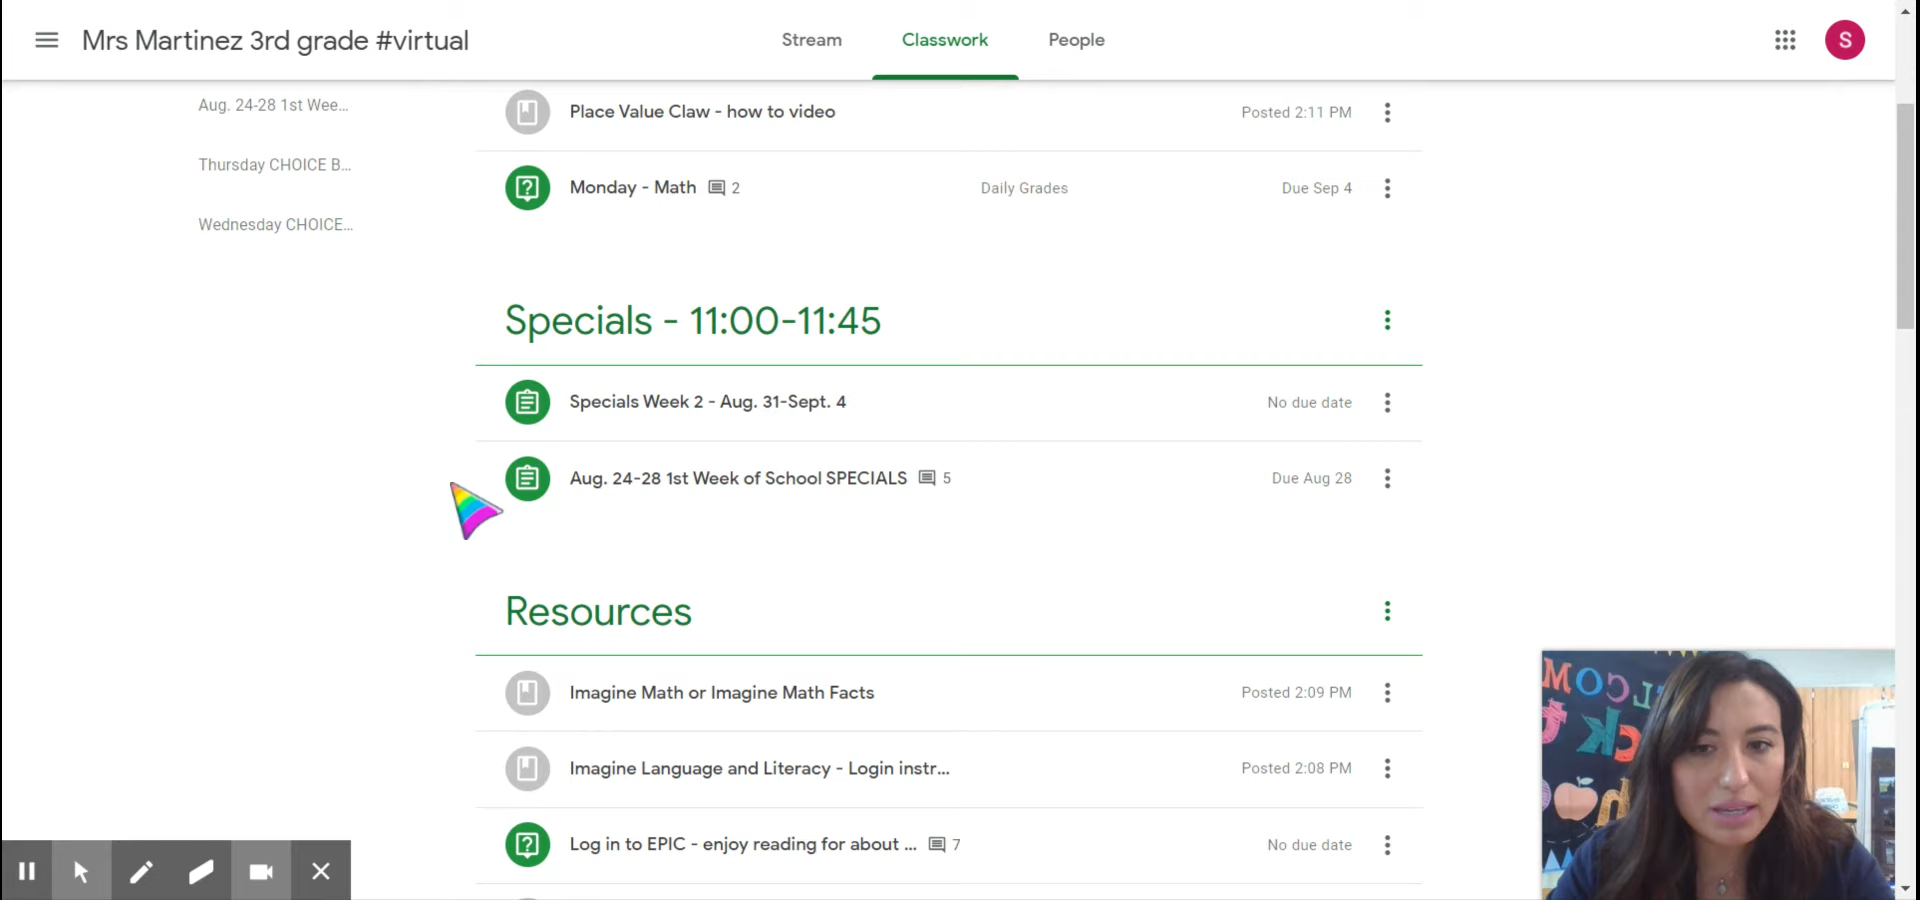 Mrs Martinez 3rd grade #virtual
Stream
Classwork
People
S
Aug. 24-28 1st Wee...
Thursday CHOICE B...
Wednesday CHOICE...
Place Value Claw - how to video
Posted 2:11 PM
Monday - Math
2
Daily Grades
Due Sep 4
Specials - 11:00-11:45
Specials Week 2 - Aug. 31-Sept. 4
No due date
Aug. 24-28 1st Week of School SPECIALS
5
Due Aug 28
Resources
Imagine Math or Imagine Math Facts
Posted 2:09 PM
Imagine Language and Literacy - Login instr...
Posted 2:08 PM
Log in to EPIC - enjoy reading for about ...
7
No due date